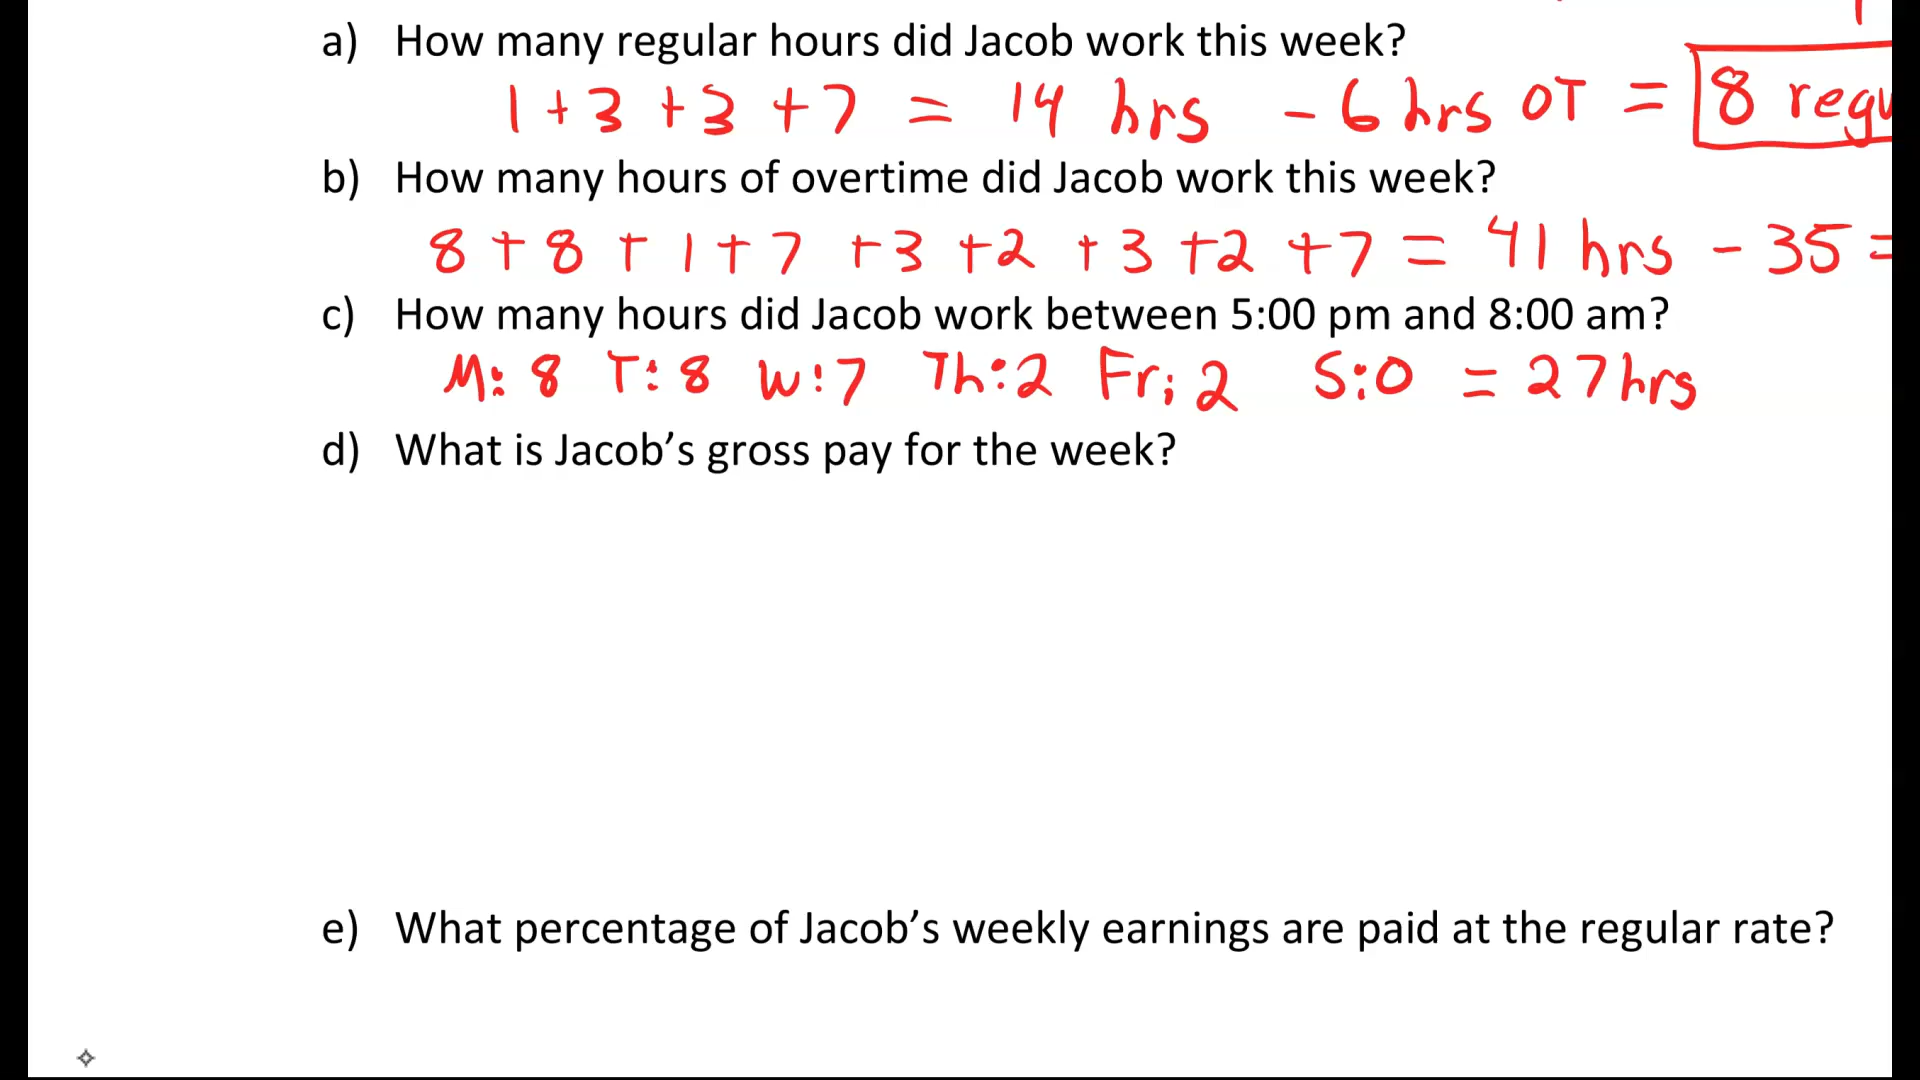 a) How many regular hours did Jacob work this week?
1 + 3 + 3 + 7 = 14 hrs - 6 hrs OT = 8 regu
b) How many hours of overtime did Jacob work this week?
8 + 8 + 1 + 7 + 3 + 2 + 3 + 2 + 7 = 41 hrs - 35 =
c) How many hours did Jacob work between 5:00 pm and 8:00 am?
M: 8 T: 8 W: 7 Th: 2 Fr: 2 S: 0 = 27 hrs
d) What is Jacob’s gross pay for the week?
e) What percentage of Jacob’s weekly earnings are paid at the regular rate?